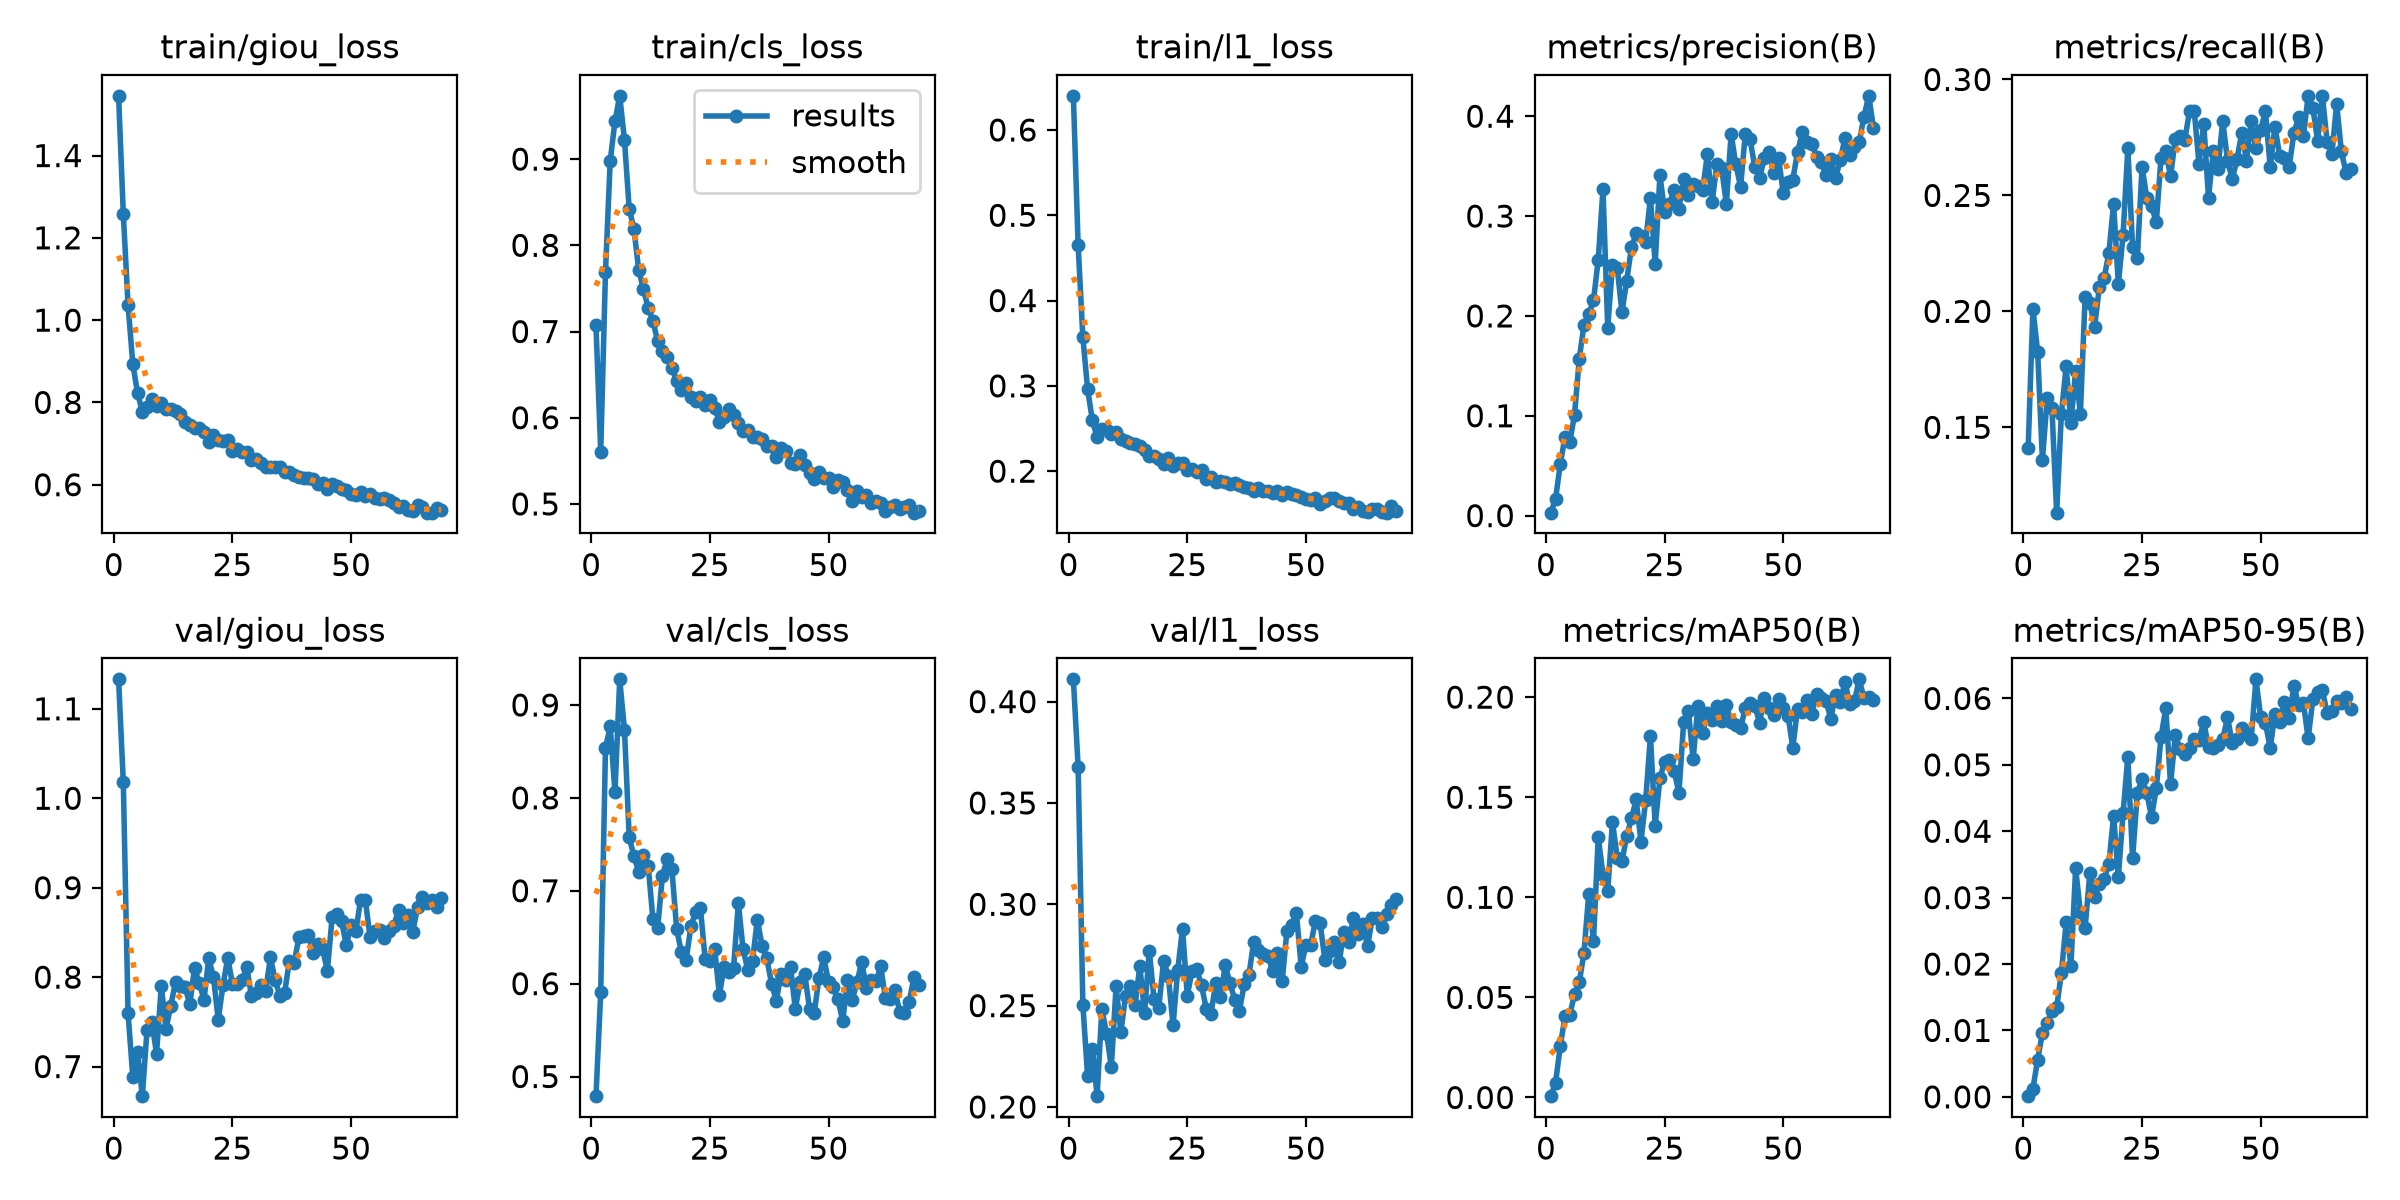 train/giou_loss
train/cls_loss
train/l1_loss
metrics/precision(B)
metrics/recall(B)
1.4
1.2
1.0
0.8
0.6
0 25 50
results
smooth
0.9
0.8
0.7
0.6
0.5
0 25 50
0.6
0.5
0.4
0.3
0.2
0 25 50
0.4
0.3
0.2
0.1
0.0
0 25 50
0.30
0.25
0.20
0.15
0 25 50
val/giou_loss
val/cls_loss
val/l1_loss
metrics/mAP50(B)
metrics/mAP50-95(B)
1.1
1.0
0.9
0.8
0.7
0 25 50
0.9
0.8
0.7
0.6
0.5
0 25 50
0.40
0.35
0.30
0.25
0.20
0 25 50
0.20
0.15
0.10
0.05
0.00
0 25 50
0.06
0.05
0.04
0.03
0.02
0.01
0.00
0 25 50